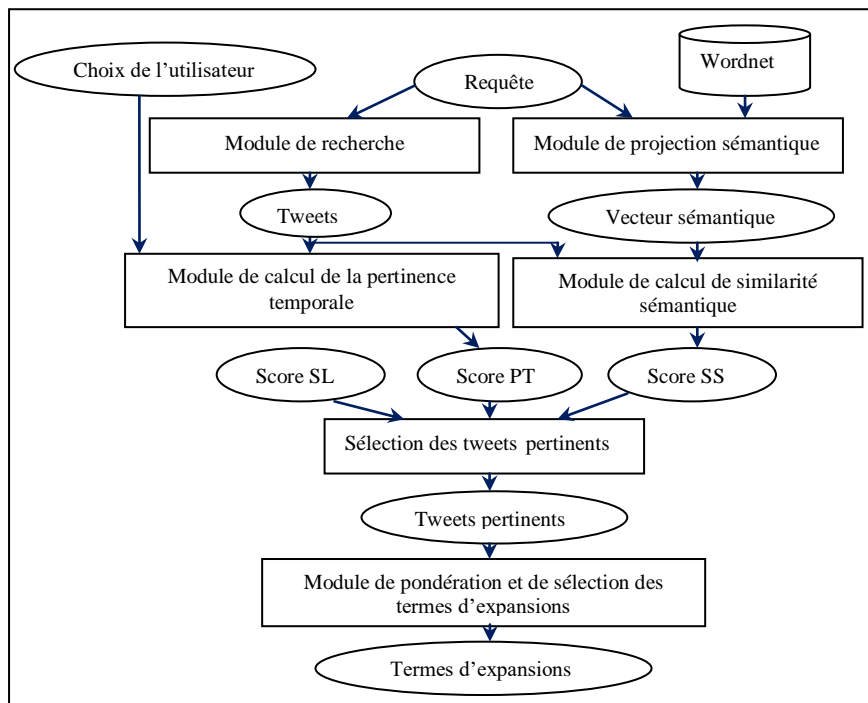 Choix de l'utilisateur
Requête
Wordnet
Module de recherche
Module de projection sémantique
Tweets
Vecteur sémantique
Module de calcul de la pertinence
temporale
Module de calcul de similarité
sémantique
Score SL
Score PT
Score SS
Sélection des tweets pertinents
Tweets pertinents
Module de pondération et de sélection des
termes d'expansions
Termes d'expansions